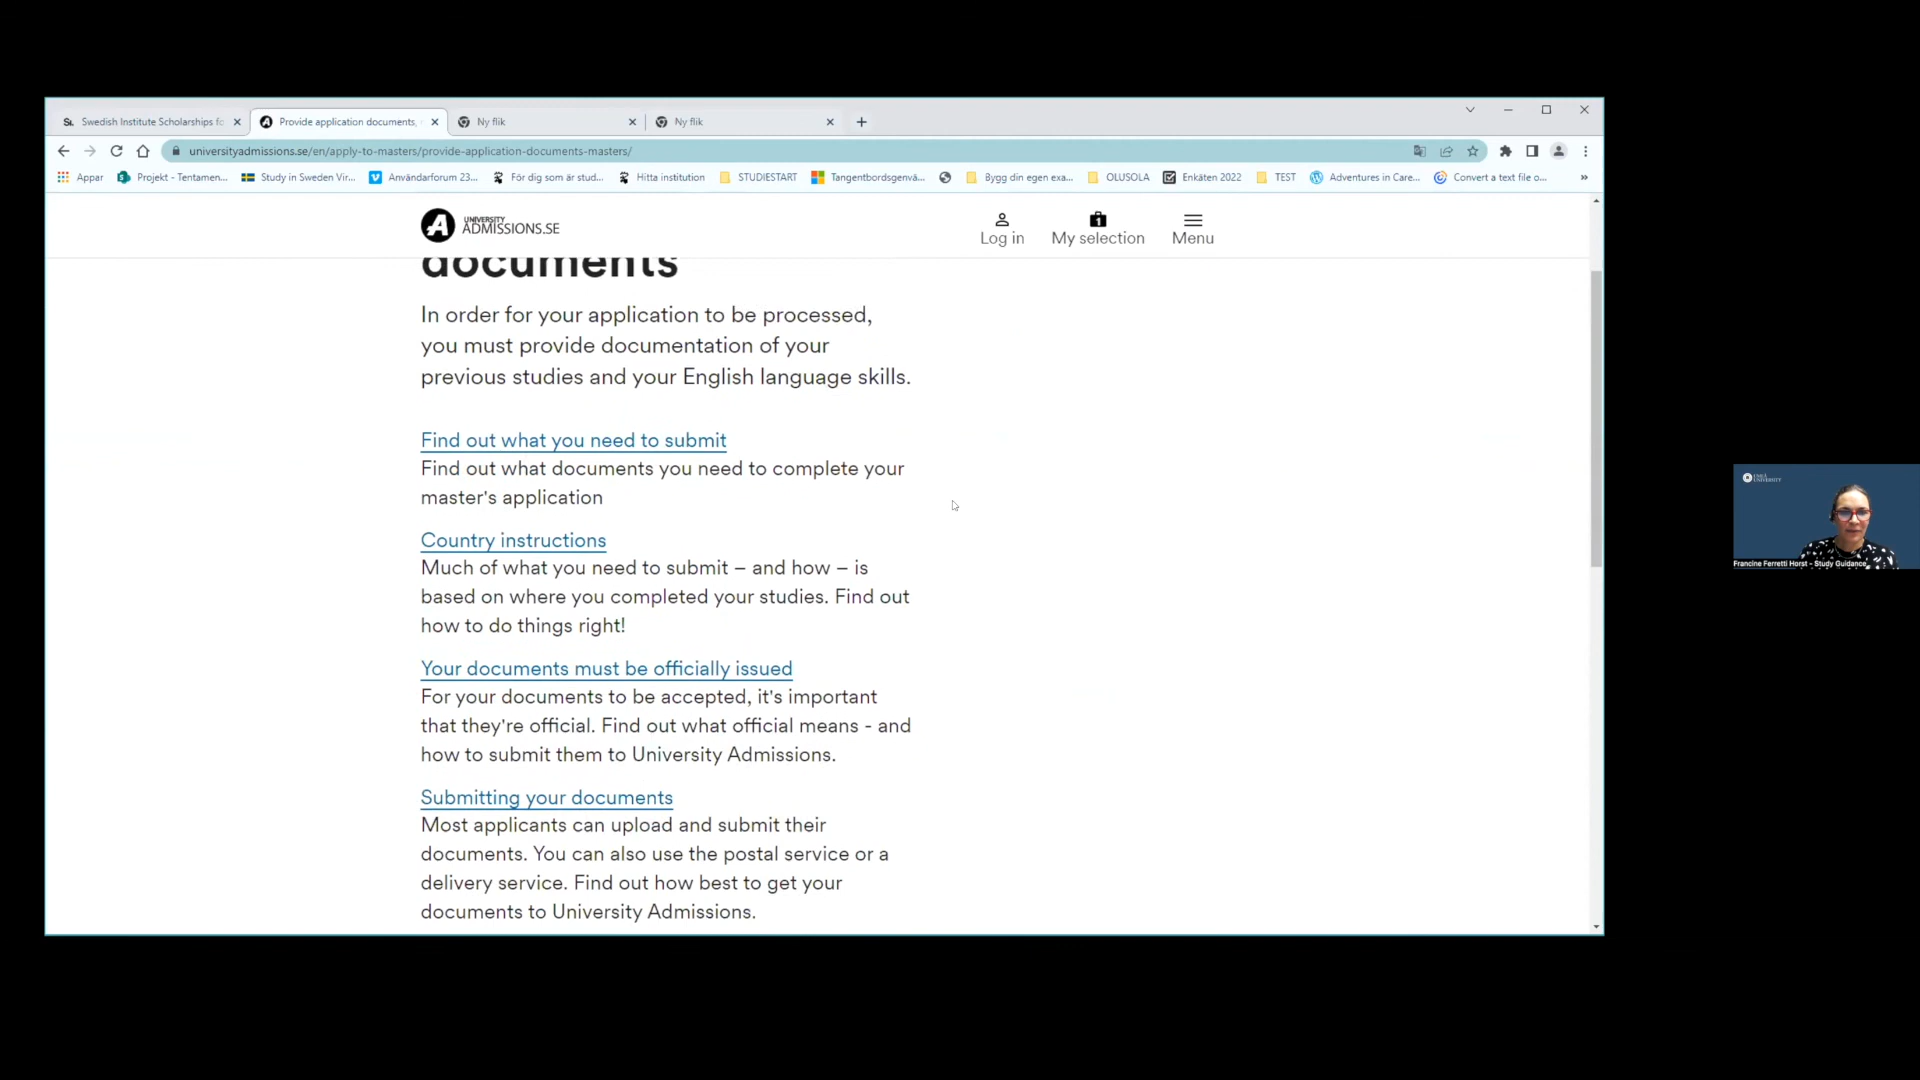 Swedish Institute Scholarships fo
Provide application documents,
Ny flik
Ny flik
universityadmissions.se/en/apply-to-masters/provide-application-documents-masters/
Appar
Projekt - Tentamen...
Study in Sweden Vir...
Användarforum 23...
För dig som är stud...
Hitta institution
STUDIESTART
Tangentbordsgenvä...
Bygg din egen exa...
OLUSOLA
Enkäten 2022
TEST
Adventures in Care...
Convert a text file o...
»
UNIVERSITY
ADMISSIONS.SE
Log in
1
My selection
Menu
documents
In order for your application to be processed,
you must provide documentation of your
previous studies and your English language skills.
Find out what you need to submit
Find out what documents you need to complete your
master's application
Country instructions
Much of what you need to submit – and how – is
based on where you completed your studies. Find out
how to do things right!
Your documents must be officially issued
For your documents to be accepted, it's important
that they're official. Find out what official means - and
how to submit them to University Admissions.
Submitting your documents
Most applicants can upload and submit their
documents. You can also use the postal service or a
delivery service. Find out how best to get your
documents to University Admissions.
UMEÅ
UNIVERSITY
Francine Ferretti Horst - Study Guidance